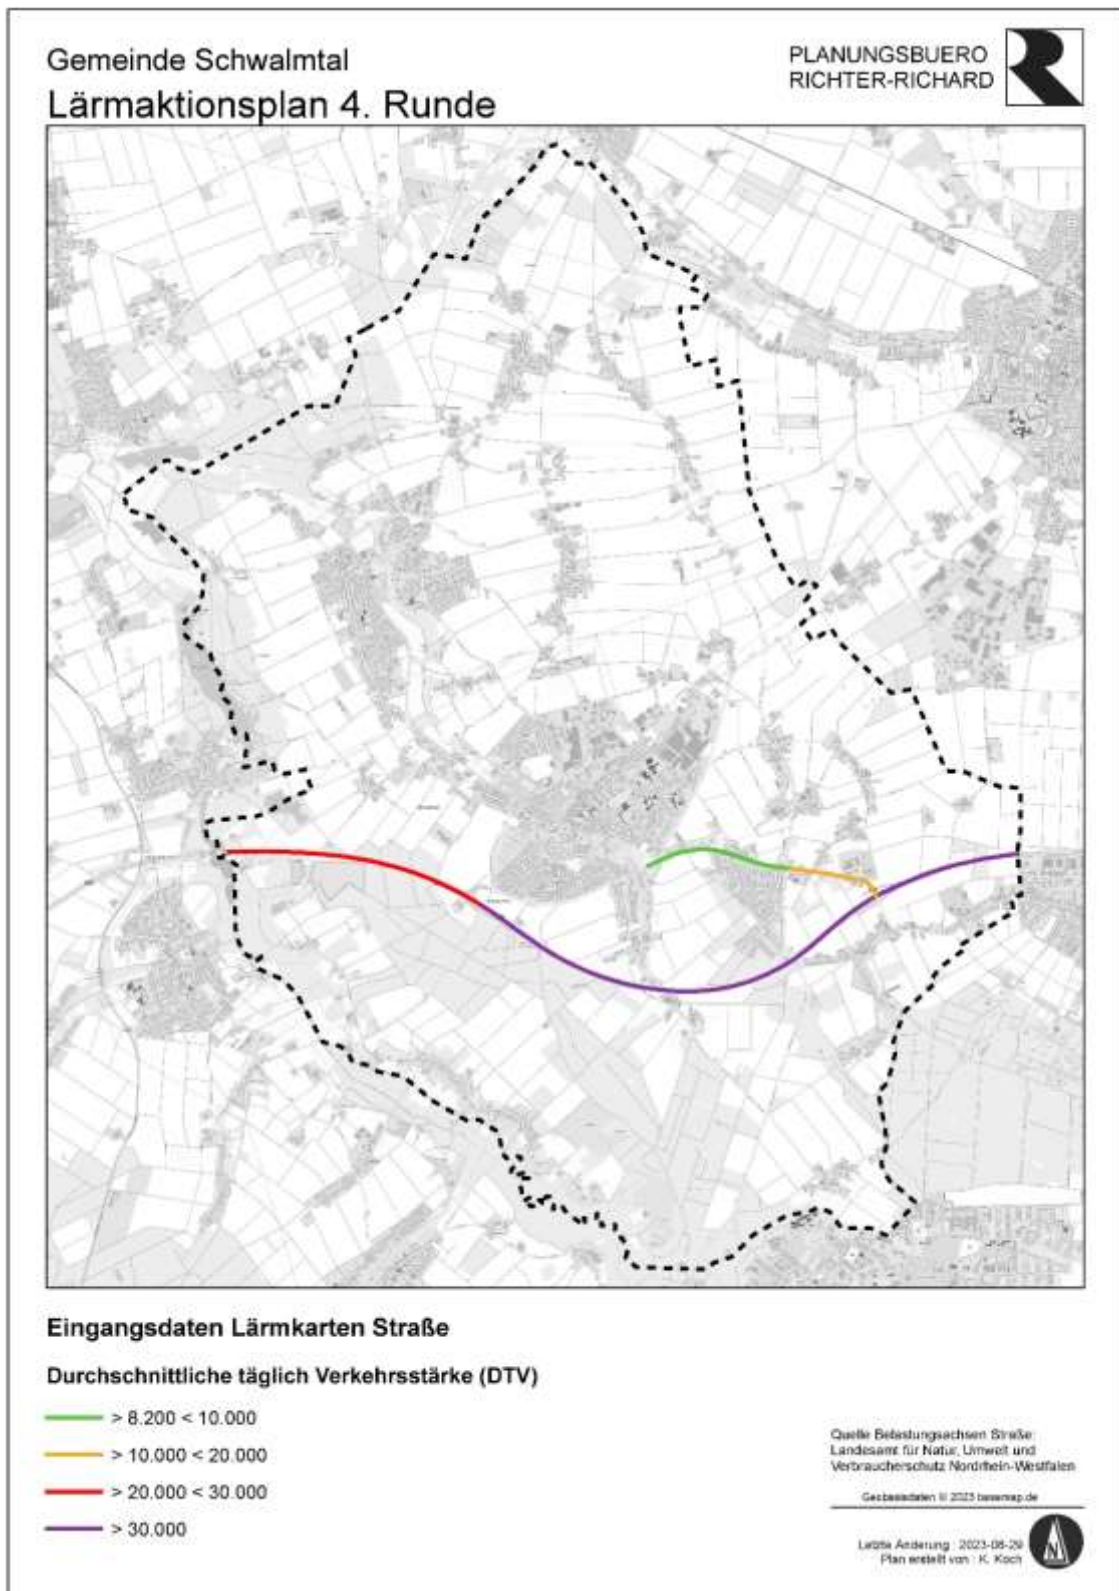 Gemeinde Schwalmtal
Lärmaktionsplan 4. Runde
PLANUNGSBUERO
RICHTER-RICHARD
Eingangsdaten Lärmkarten Straße
Durchschnittliche täglich Verkehrsstärke (DTV)
> 8.200 < 10.000
> 10.000 < 20.000
> 20.000 < 30.000
> 30.000
Quelle Belastungsachsen Straße:
Landesamt für Natur, Umwelt und
Verbraucherschutz Nordrhein-Westfalen
Geobasisdaten © 2023 basemap.de
Letzte Änderung : 2023-08-29
Plan erstellt von : K. Koch
N